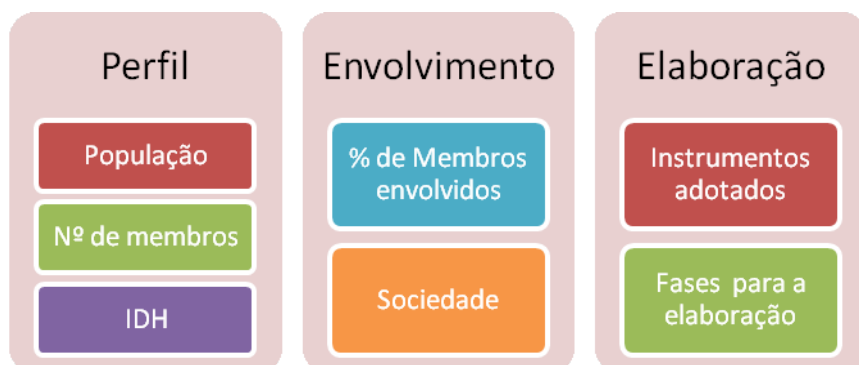 Perfil
População
Nº de membros
IDH
Envolvimento
% de Membros
envolvidos
Sociedade
Elaboração
Instrumentos
adotados
Fases para a
elaboração